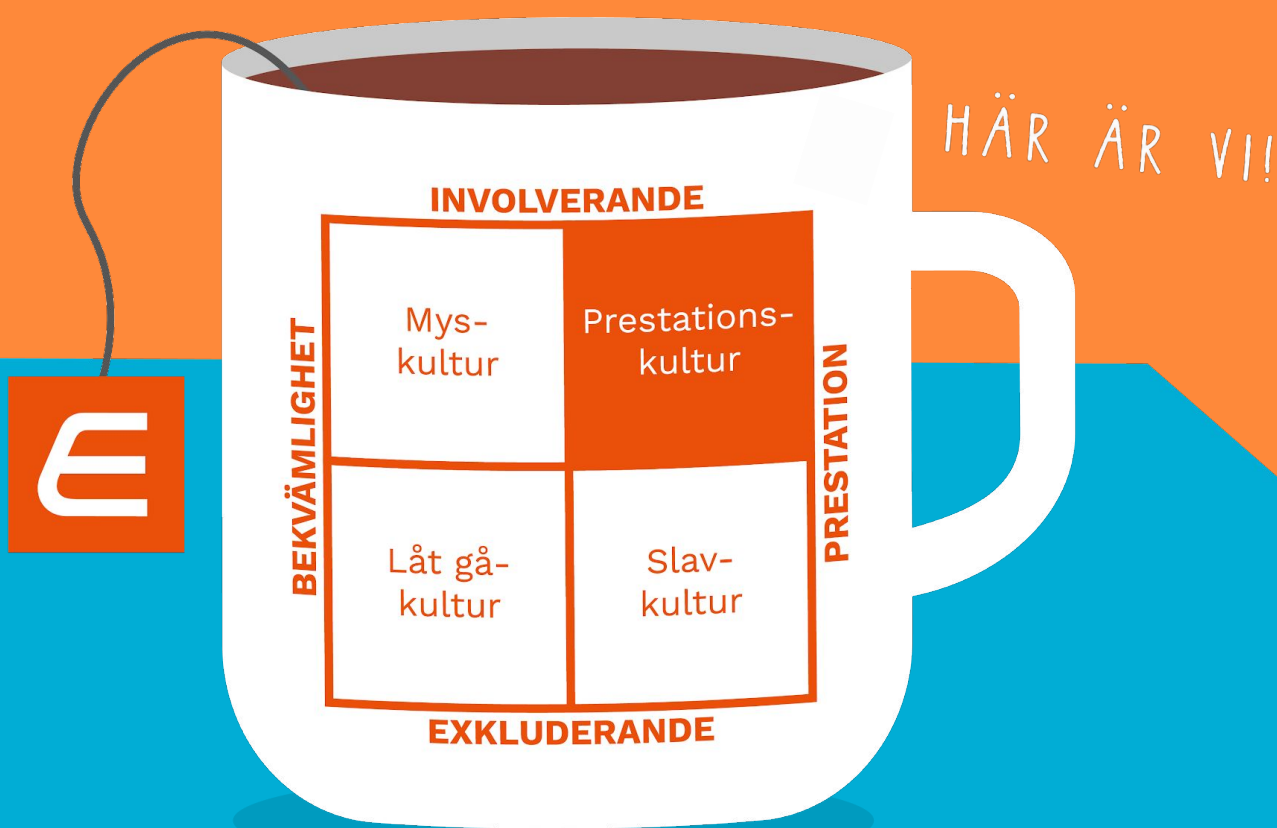 HÄR ÄR VI!
INVOLVERANDE
BEKVÄMLIGHET
Mys-
kultur
Prestations-
kultur
PRESTATION
Låt gå-
kultur
Slav-
kultur
EXKLUDERANDE
E